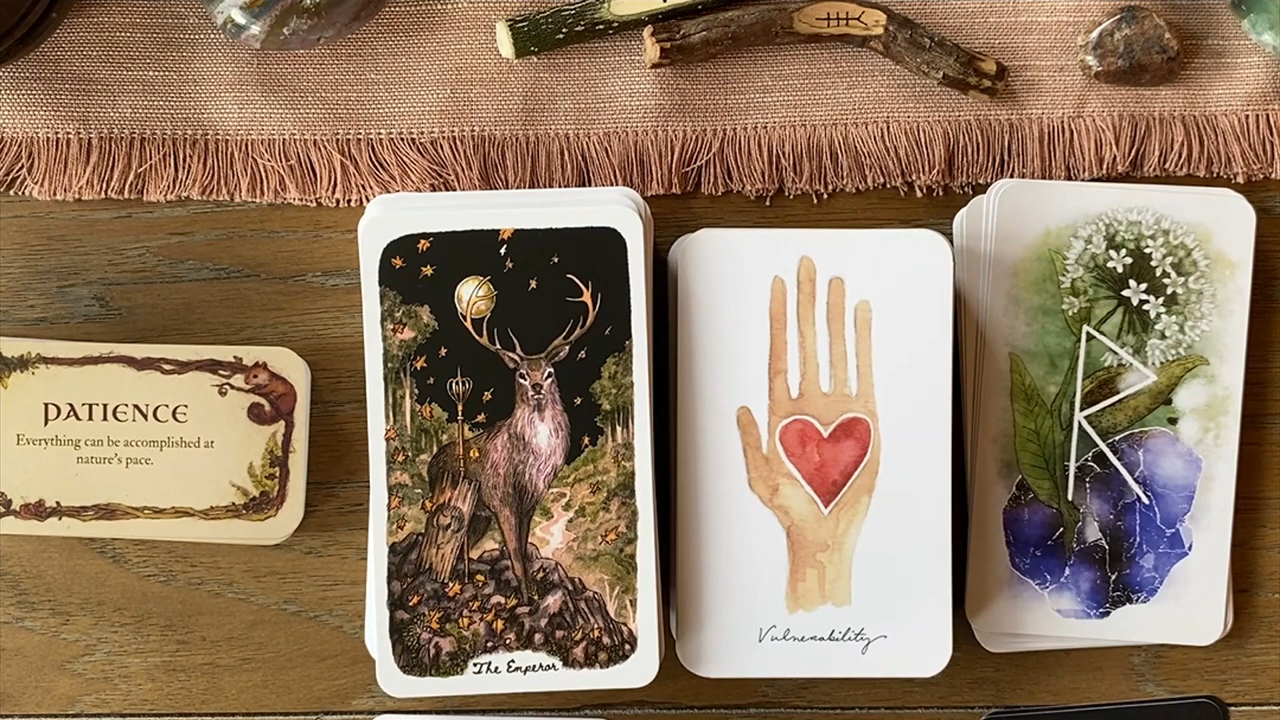 PATIENCE
Everything can be accomplished at
nature's pace.
The Emperor
Vulnerability